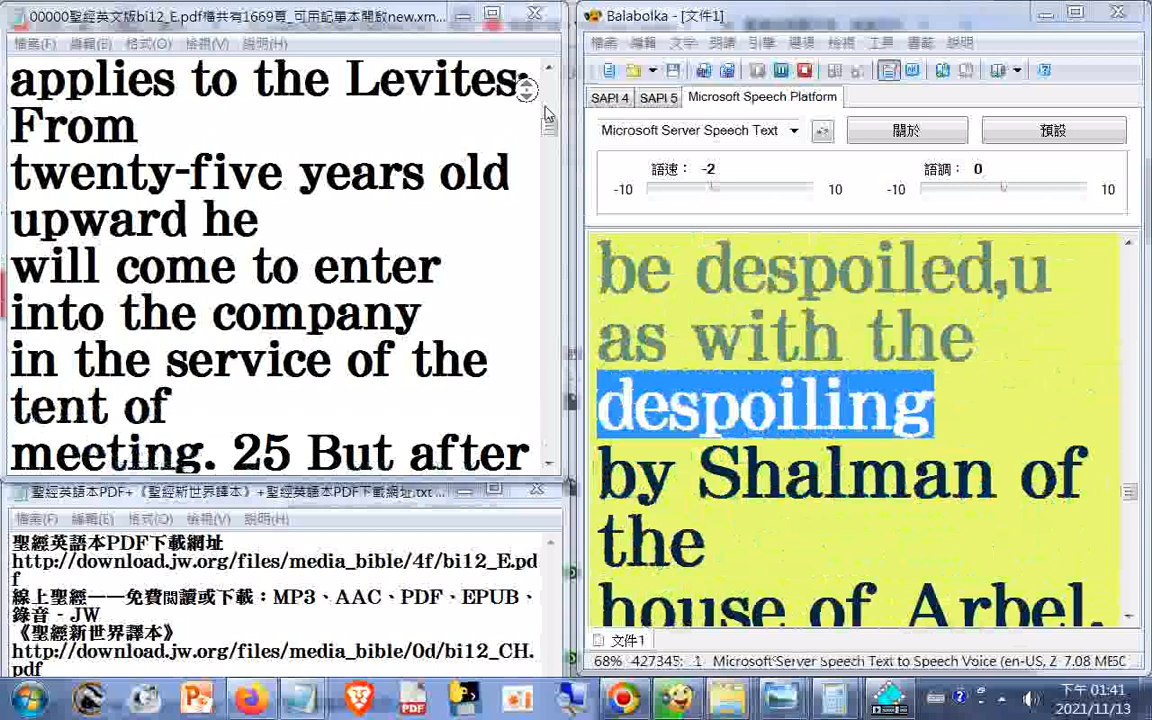 00000聖經英文版bi12_E.pdf檔共有1669頁_可用記事本開啟new.xm...
檔案(F) 編輯(E) 格式(O) 檢視(V) 說明(H)
applies to the Levites:
From
twenty-five years old
upward he
will come to enter
into the company
in the service of the
tent of
meeting. 25 But after
聖經英語本PDF+《聖經新世界譯本》+聖經英語本PDF下載網址.txt ...
檔案(F) 編輯(E) 格式(O) 檢視(V) 說明(H)
聖經英語本PDF下載網址
http://download.jw.org/files/media_bible/4f/bi12_E.pd
f
線上聖經——免費閱讀或下載：MP3、AAC、PDF、EPUB、
錄音 - JW
《聖經新世界譯本》
http://download.jw.org/files/media_bible/0d/bi12_CH.
pdf
Balabolka - [文件1]
檔案 編輯 文字 朗讀 引擎 選項 檢視 工具 書籤 說明
SAPI 4 SAPI 5 Microsoft Speech Platform
Microsoft Server Speech Text 關於 預設
語速： -2 語調： 0
-10 10 -10 10
be despoiled,u
as with the
despoiling
by Shalman of
the
house of Arbel,
文件1
68% 427345: 1 Microsoft Server Speech Text to Speech Voice (en-US, Z 7.08 МБ
PDF
下午 01:41
2021/11/13